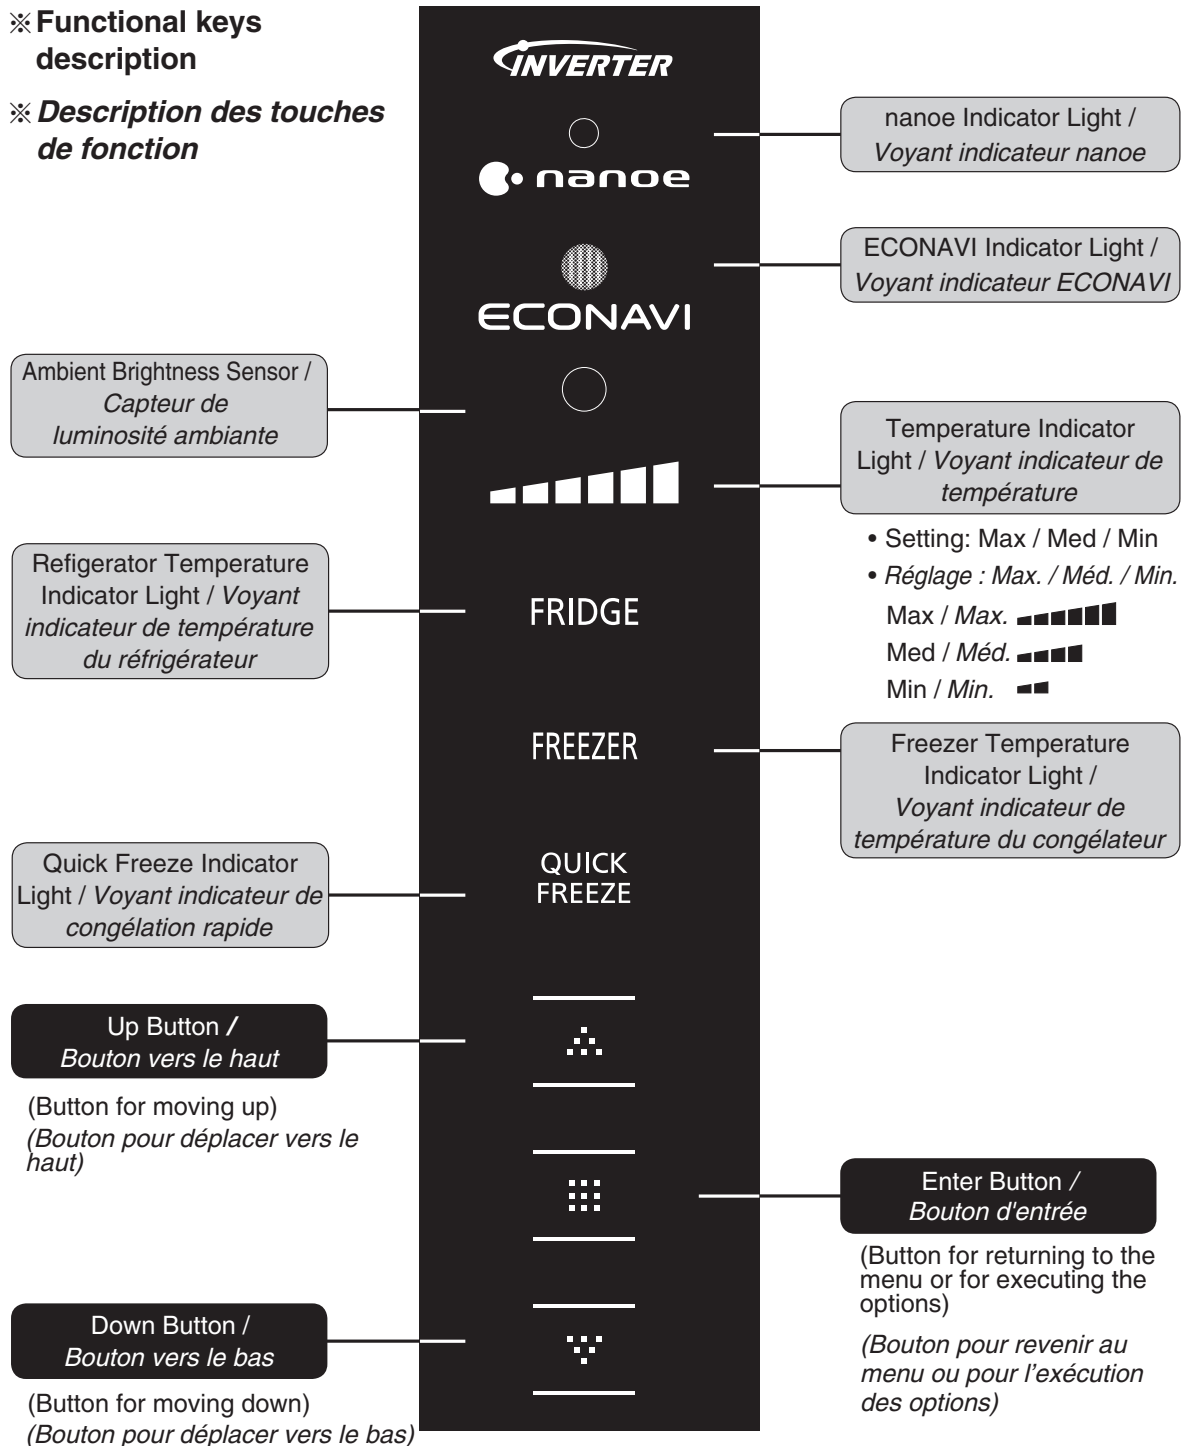 ※ Functional keys
description
※ Description des touches
de fonction
INVERTER
nanoe
ECONAVI
FRIDGE
FREEZER
QUICK
FREEZE
nanoe Indicator Light /
Voyant indicateur nanoe
ECONAVI Indicator Light /
Voyant indicateur ECONAVI
Ambient Brightness Sensor /
Capteur de
luminosité ambiante
Temperature Indicator
Light / Voyant indicateur de
température
• Setting: Max / Med / Min
• Réglage : Max. / Méd. / Min.
Max / Max.
Med / Méd.
Min / Min.
Refigerator Temperature
Indicator Light / Voyant
indicateur de température
du réfrigérateur
Freezer Temperature
Indicator Light /
Voyant indicateur de
température du congélateur
Quick Freeze Indicator
Light / Voyant indicateur de
congélation rapide
Up Button /
Bouton vers le haut
(Button for moving up)
(Bouton pour déplacer vers le
haut)
Enter Button /
Bouton d'entrée
(Button for returning to the
menu or for executing the
options)
(Bouton pour revenir au
menu ou pour l’exécution
des options)
Down Button /
Bouton vers le bas
(Button for moving down)
(Bouton pour déplacer vers le bas)